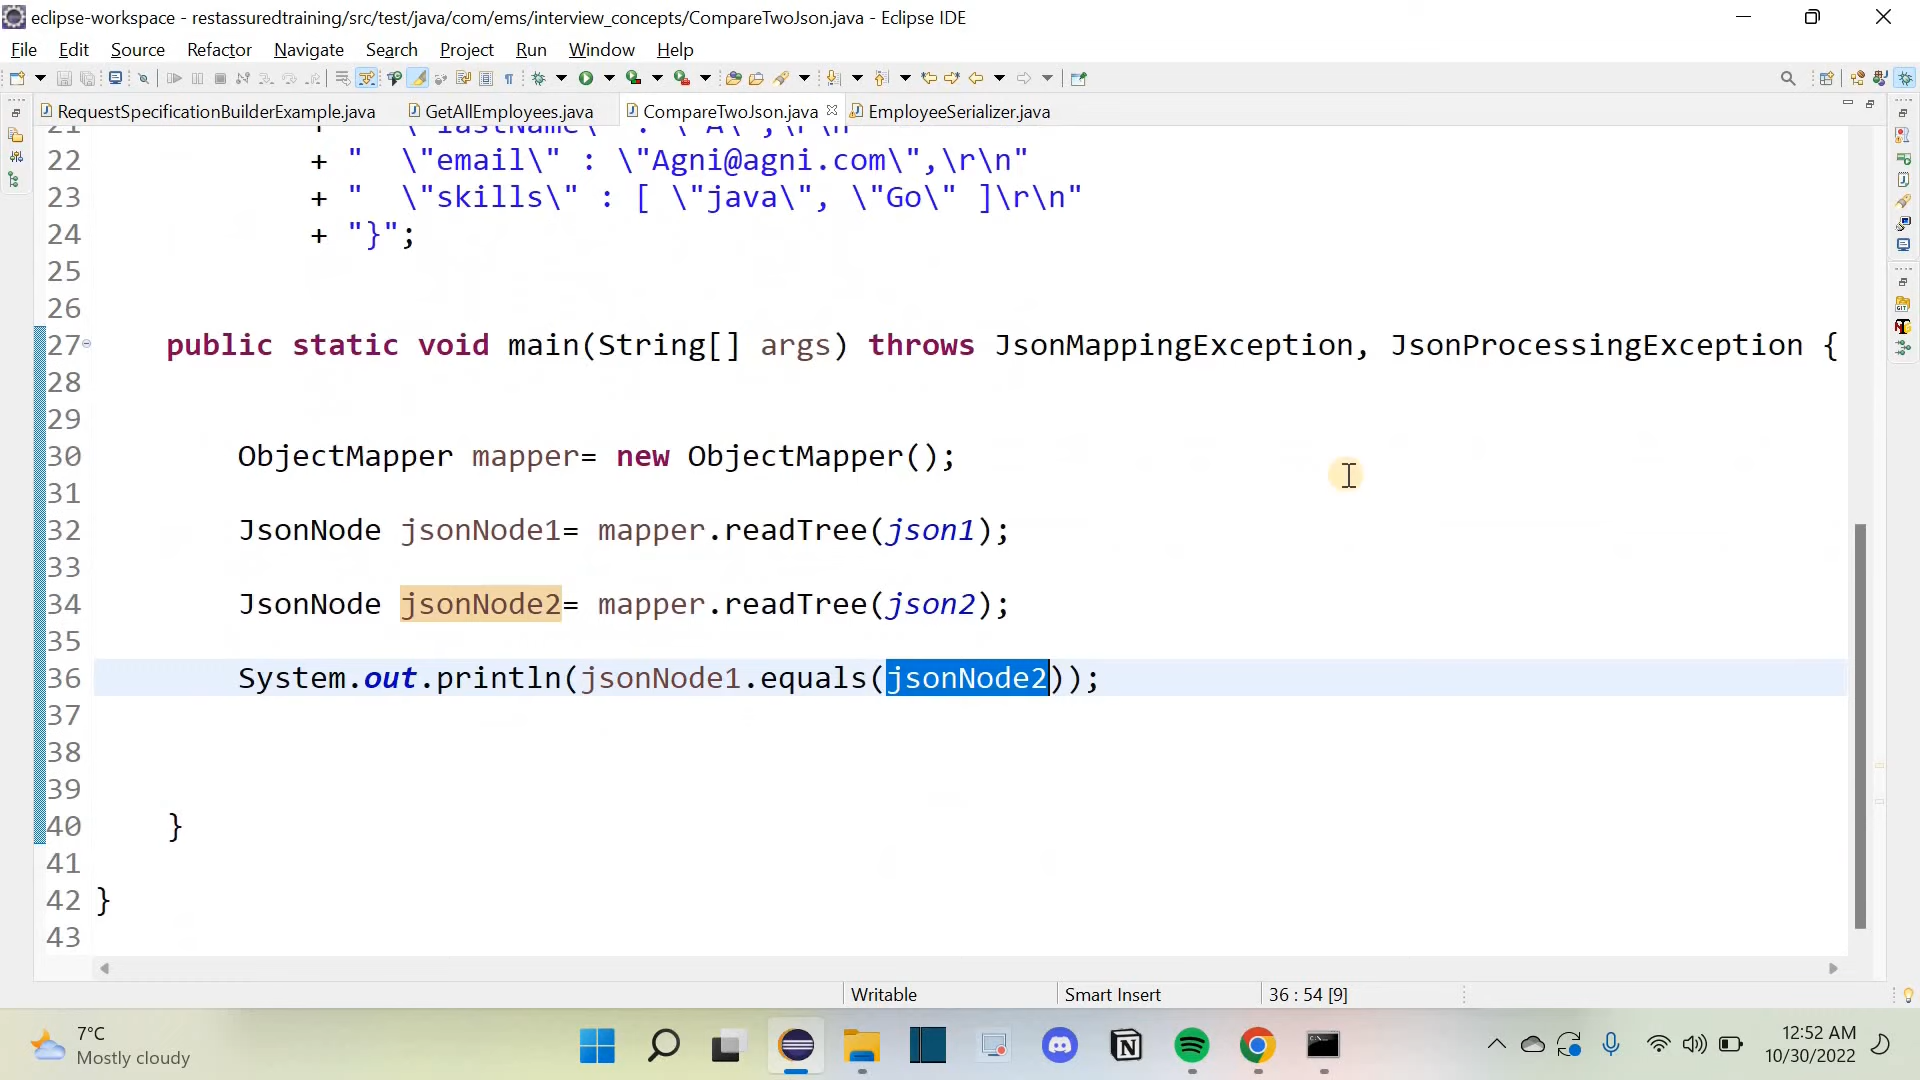 eclipse-workspace - restassuredtraining/src/test/java/com/ems/interview_concepts/CompareTwoJson.java - Eclipse IDE
File Edit Source Refactor Navigate Search Project Run Window Help
RequestSpecificationBuilderExample.java GetAllEmployees.java CompareTwoJson.java EmployeeSerializer.java
21 + " \"lastName\" : \"A\",\r\n"
22 + " \"email\" : \"Agni@agni.com\",\r\n"
23 + " \"skills\" : [ \"java\", \"Go\" ]\r\n"
24 + "}";
25
26
27 public static void main(String[] args) throws JsonMappingException, JsonProcessingException {
28
29
30 ObjectMapper mapper= new ObjectMapper();
31
32 JsonNode jsonNode1= mapper.readTree(json1);
33
34 JsonNode jsonNode2= mapper.readTree(json2);
35
36 System.out.println(jsonNode1.equals(jsonNode2));
37
38
39
40 }
41
42 }
43
Writable Smart Insert 36 : 54 [9]
7°C
Mostly cloudy
12:52 AM
10/30/2022